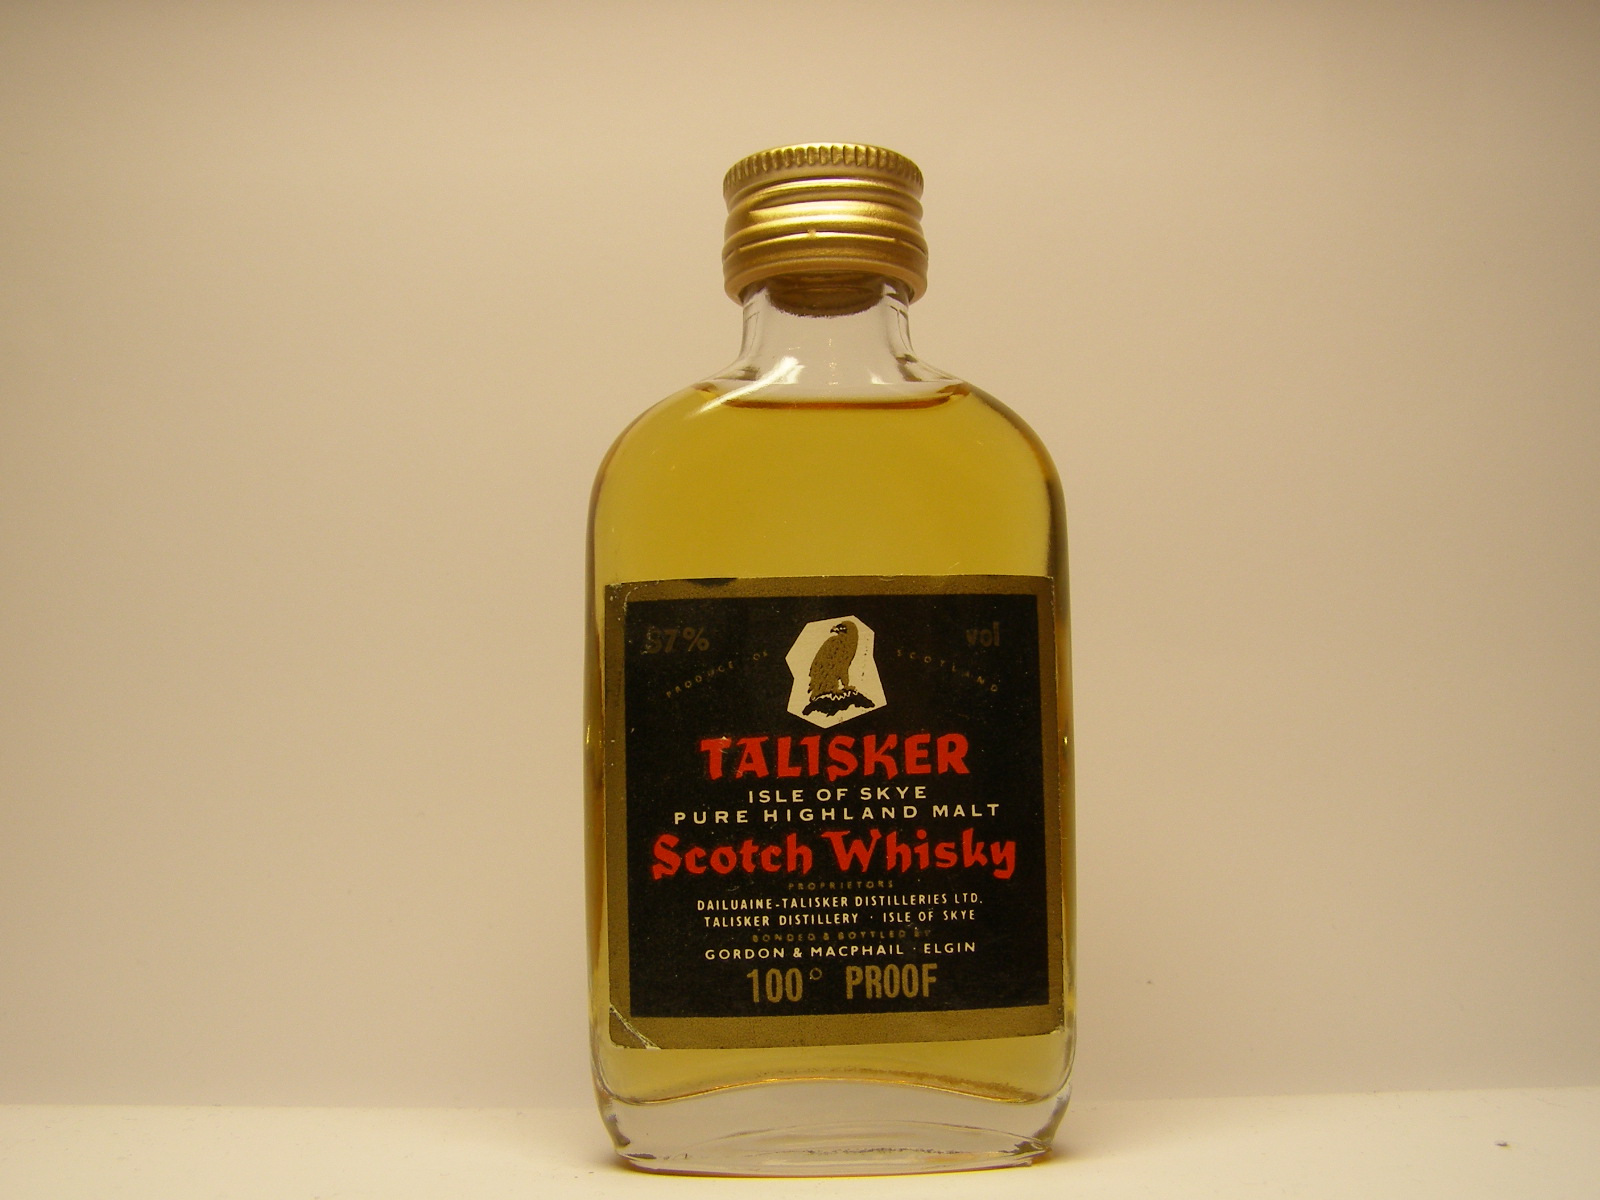 57% vol
PRODUCE OF SCOTLAND
TALISKER
ISLE OF SKYE
PURE HIGHLAND MALT
Scotch Whisky
PROPRIETORS
DAILUAINE-TALISKER DISTILLERIES LTD.
TALISKER DISTILLERY · ISLE OF SKYE
BONDED & BOTTLED BY
GORDON & MACPHAIL · ELGIN
100° PROOF